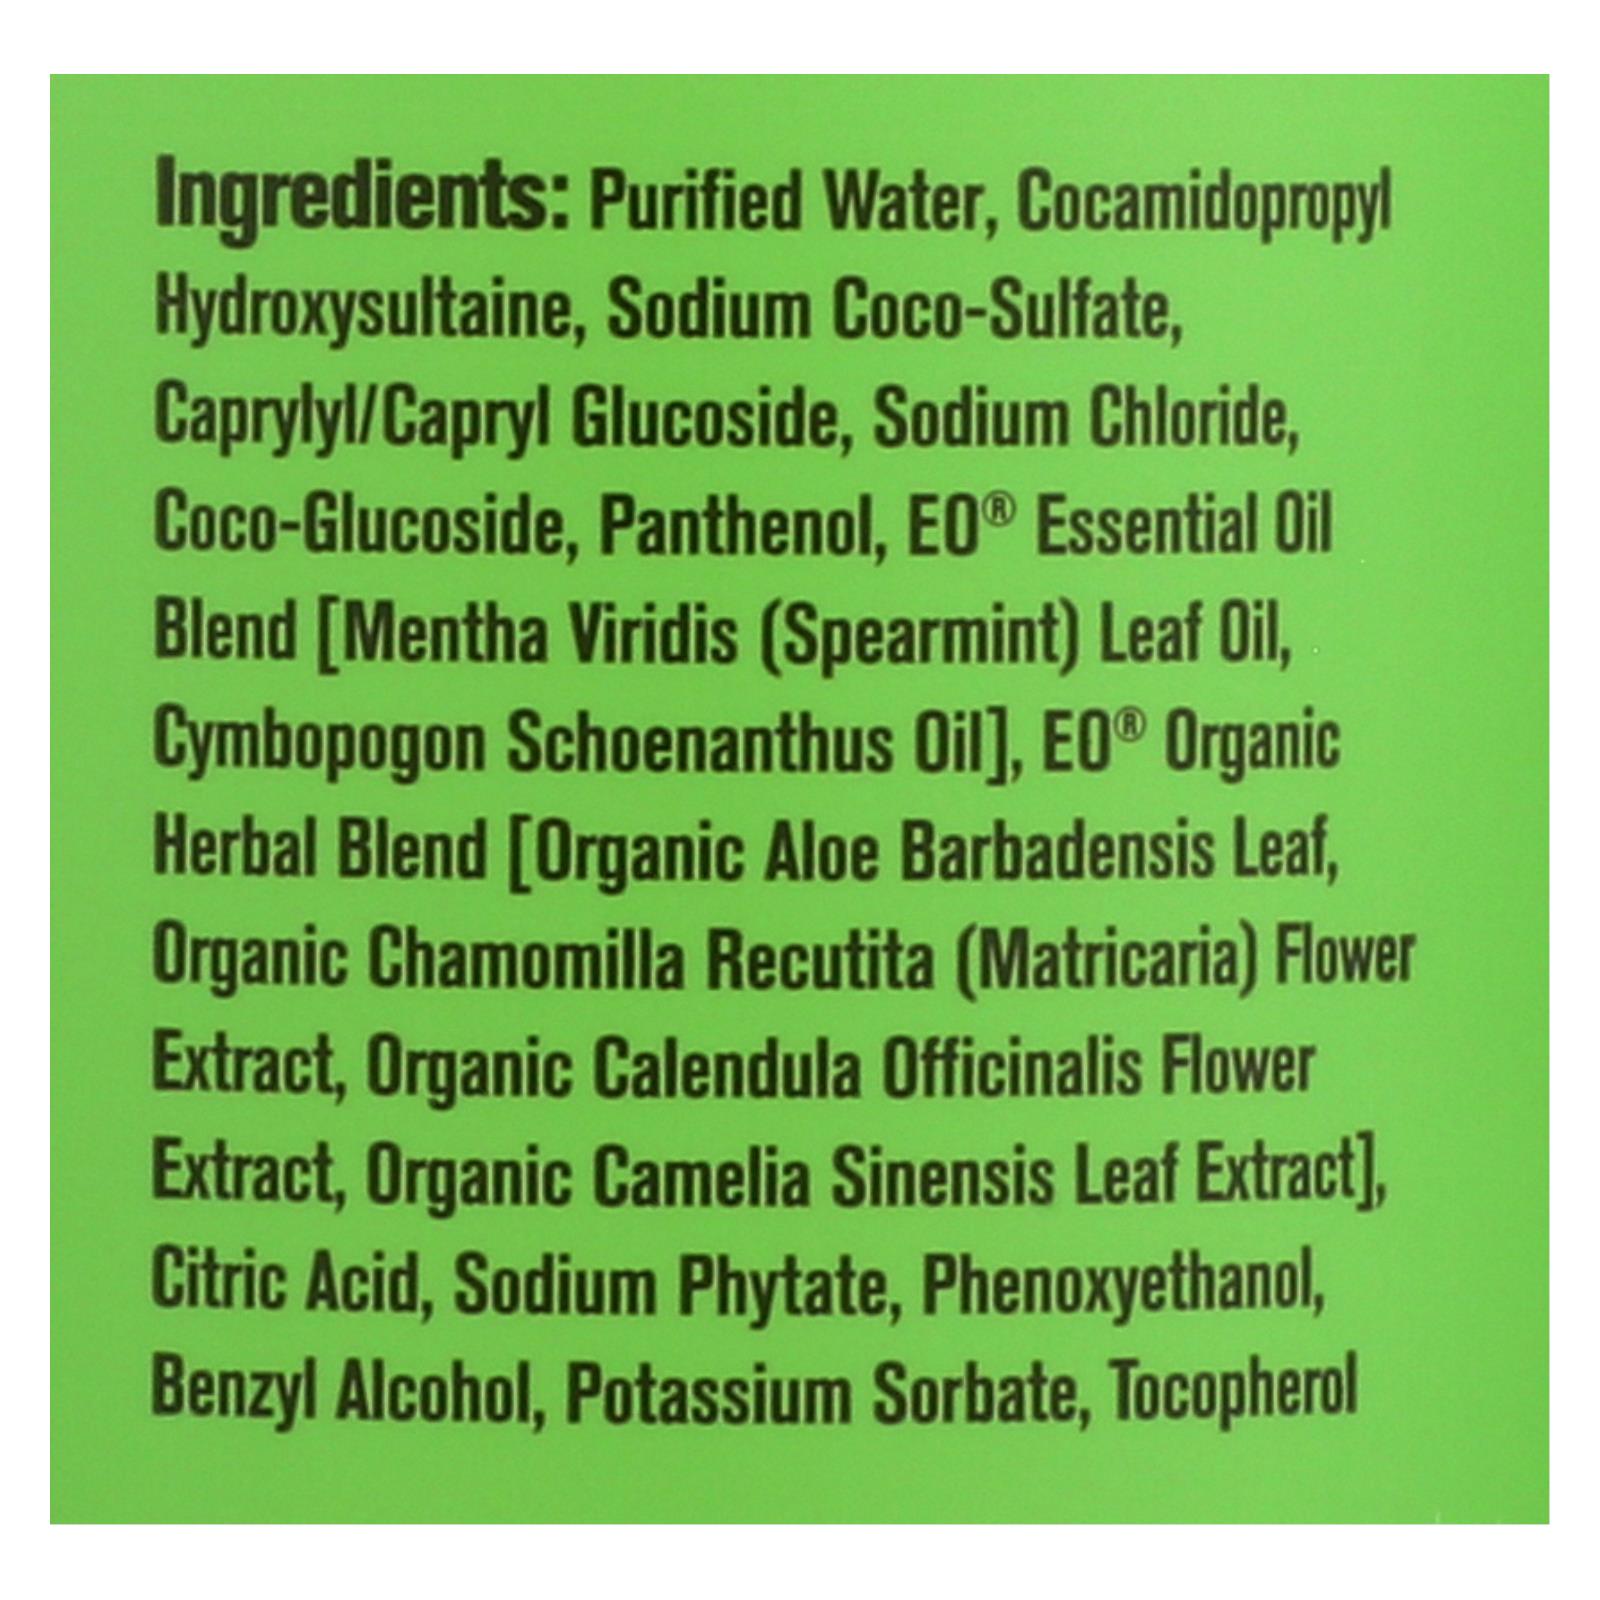 Ingredients: Purified Water, Cocamidopropyl
Hydroxysultaine, Sodium Coco-Sulfate,
Caprylyl/Capryl Glucoside, Sodium Chloride,
Coco-Glucoside, Panthenol, EO® Essential Oil
Blend [Mentha Viridis (Spearmint) Leaf Oil,
Cymbopogon Schoenanthus Oil], EO® Organic
Herbal Blend [Organic Aloe Barbadensis Leaf,
Organic Chamomilla Recutita (Matricaria) Flower
Extract, Organic Calendula Officinalis Flower
Extract, Organic Camelia Sinensis Leaf Extract],
Citric Acid, Sodium Phytate, Phenoxyethanol,
Benzyl Alcohol, Potassium Sorbate, Tocopherol